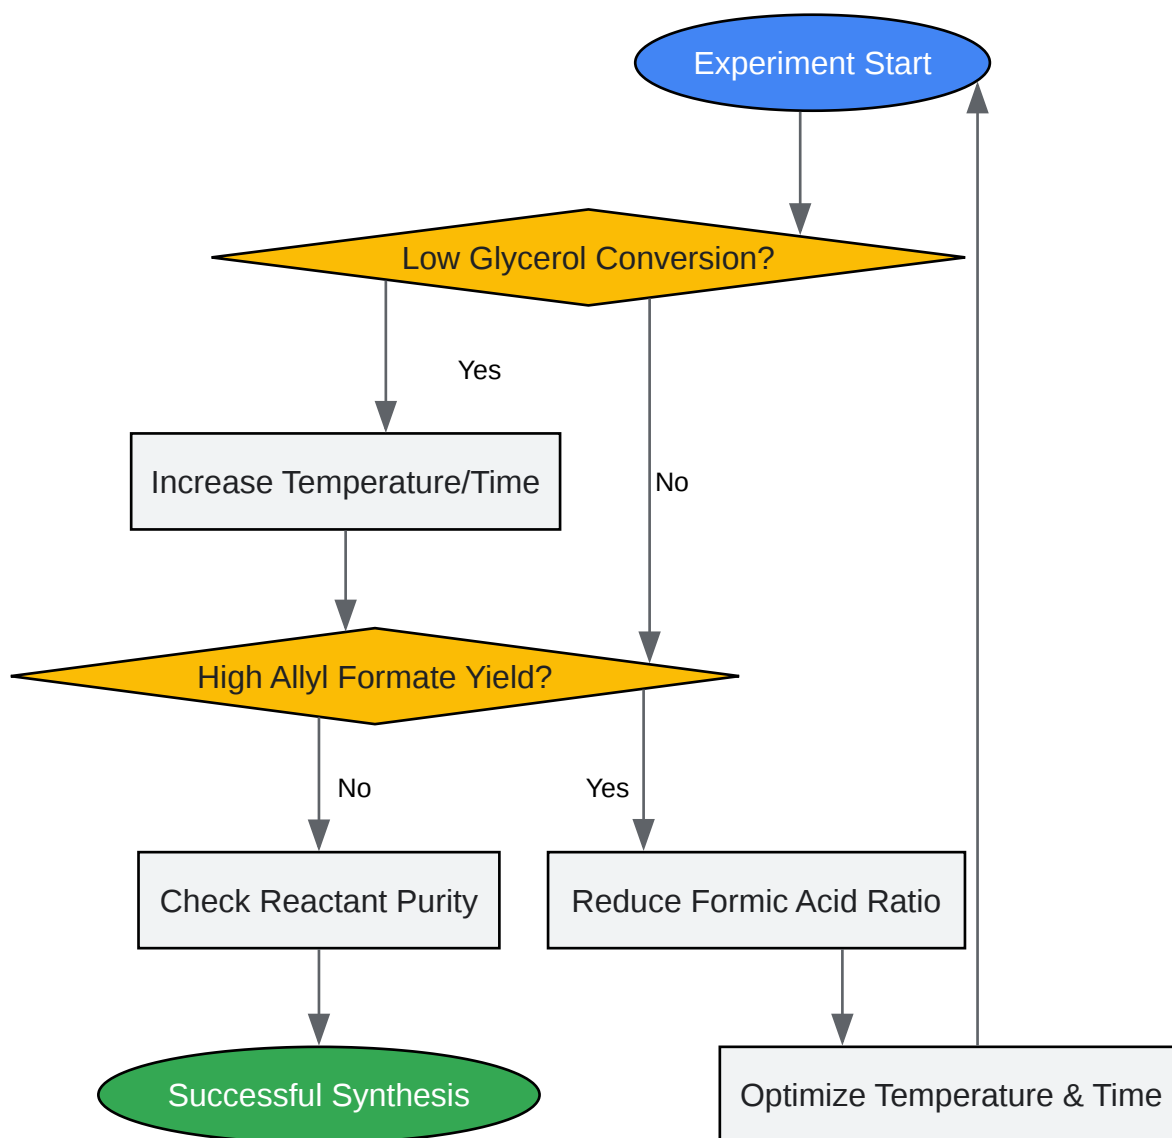 Experiment Start
Low Glycerol Conversion?
Yes
Increase Temperature/Time
No
High Allyl Formate Yield?
No
Yes
Check Reactant Purity
Reduce Formic Acid Ratio
Successful Synthesis
Optimize Temperature & Time